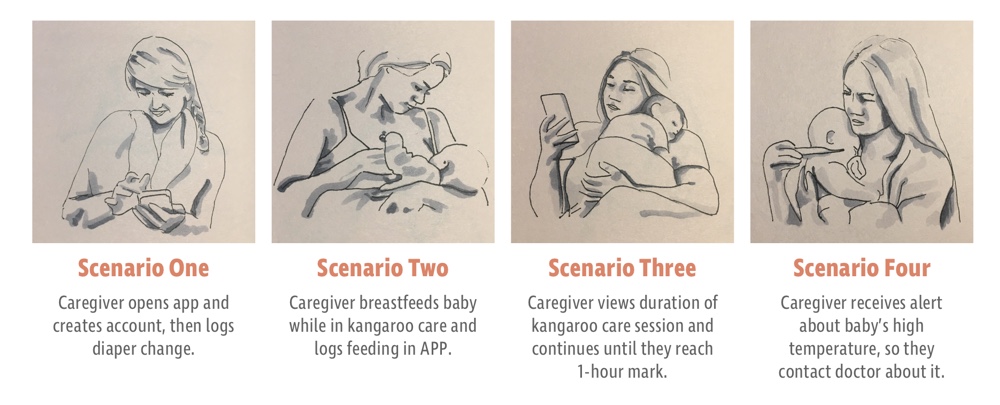 Scenario One
Caregiver opens app and
creates account, then logs
diaper change.
Scenario Two
Caregiver breastfeeds baby
while in kangaroo care and
logs feeding in APP.
Scenario Three
Caregiver views duration of
kangaroo care session and
continues until they reach
1-hour mark.
Scenario Four
Caregiver receives alert
about baby’s high
temperature, so they
contact doctor about it.